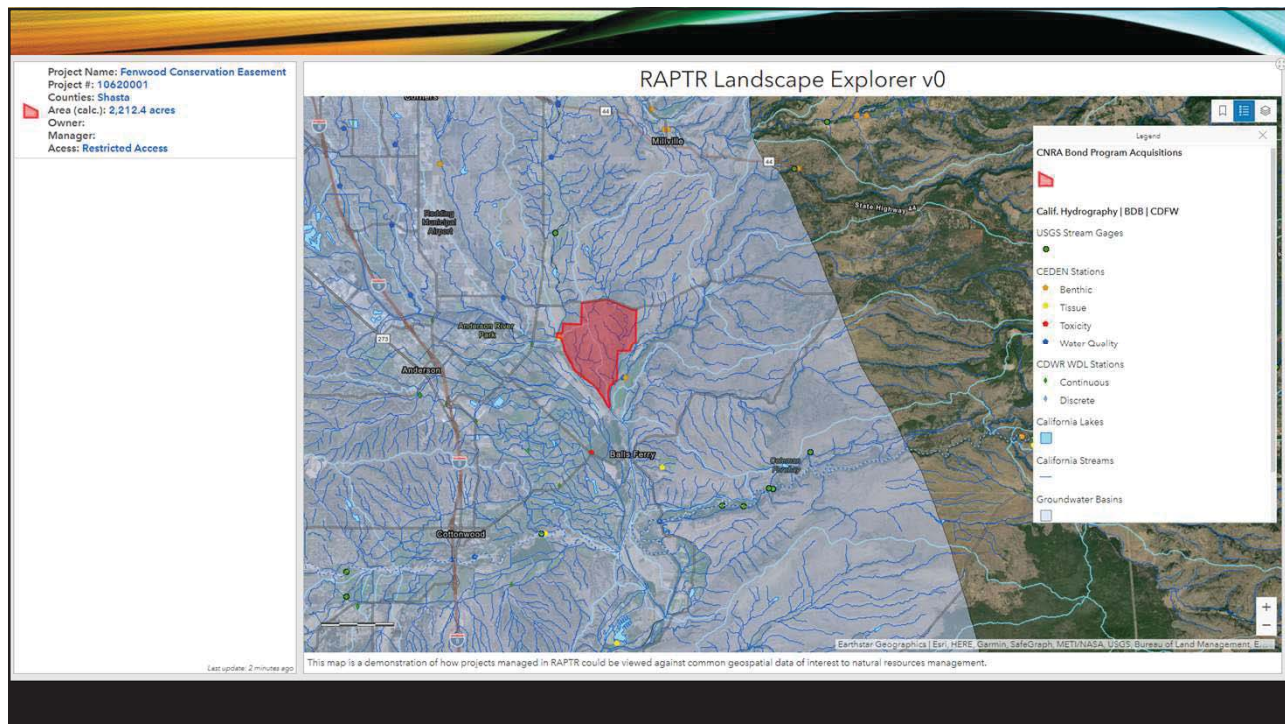 Project Name: Fenwood Conservation Easement
Project #: 10620001
Counties: Shasta
Area (calc.): 2,212.4 acres
Owner:
Manager:
Acess: Restricted Access
Last update: 2 minutes ago
RAPTR Landscape Explorer v0
44
Millville
44
State Highway 44
Redding
Municipal
Airport
Anderson River
Park
273
Anderson
Balls Ferry
Cottonwood
Legend
CNRA Bond Program Acquisitions
Calif. Hydrography | BDB | CDFW
USGS Stream Gages
CEDEN Stations
Benthic
Tissue
Toxicity
Water Quality
CDWR WDL Stations
Continuous
Discrete
California Lakes
California Streams
Groundwater Basins
+
−
Earthstar Geographics | Esri, HERE, Garmin, SafeGraph, METI/NASA, USGS, Bureau of Land Management, E...
This map is a demonstration of how projects managed in RAPTR could be viewed against common geospatial data of interest to natural resources management.